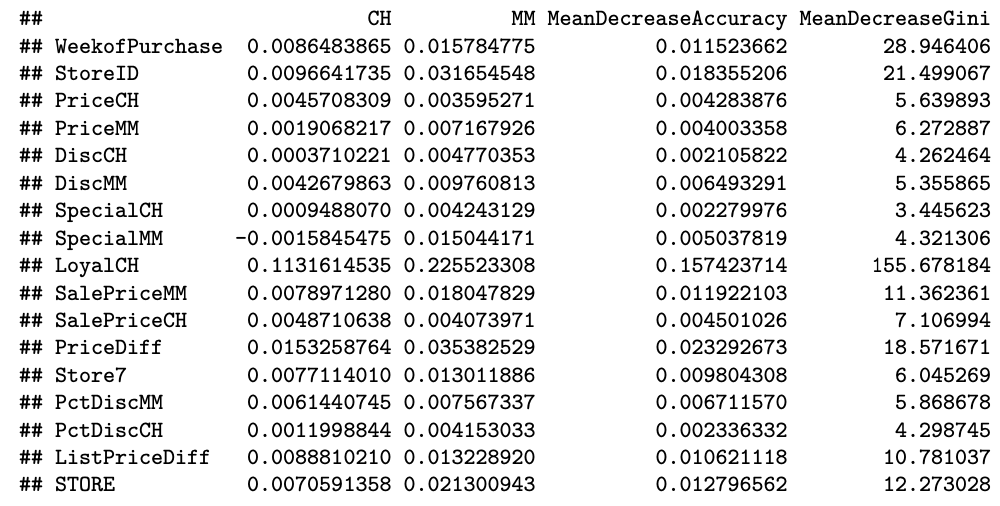 ## CH MM MeanDecreaseAccuracy MeanDecreaseGini
## WeekofPurchase 0.0086483865 0.015784775 0.011523662 28.946406
## StoreID 0.0096641735 0.031654548 0.018355206 21.499067
## PriceCH 0.0045708309 0.003595271 0.004283876 5.639893
## PriceMM 0.0019068217 0.007167926 0.004003358 6.272887
## DiscCH 0.0003710221 0.004770353 0.002105822 4.262464
## DiscMM 0.0042679863 0.009760813 0.006493291 5.355865
## SpecialCH 0.0009488070 0.004243129 0.002279976 3.445623
## SpecialMM -0.0015845475 0.015044171 0.005037819 4.321306
## LoyalCH 0.1131614535 0.225523308 0.157423714 155.678184
## SalePriceMM 0.0078971280 0.018047829 0.011922103 11.362361
## SalePriceCH 0.0048710638 0.004073971 0.004501026 7.106994
## PriceDiff 0.0153258764 0.035382529 0.023292673 18.571671
## Store7 0.0077114010 0.013011886 0.009804308 6.045269
## PctDiscMM 0.0061440745 0.007567337 0.006711570 5.868678
## PctDiscCH 0.0011998844 0.004153033 0.002336332 4.298745
## ListPriceDiff 0.0088810210 0.013228920 0.010621118 10.781037
## STORE 0.0070591358 0.021300943 0.012796562 12.273028